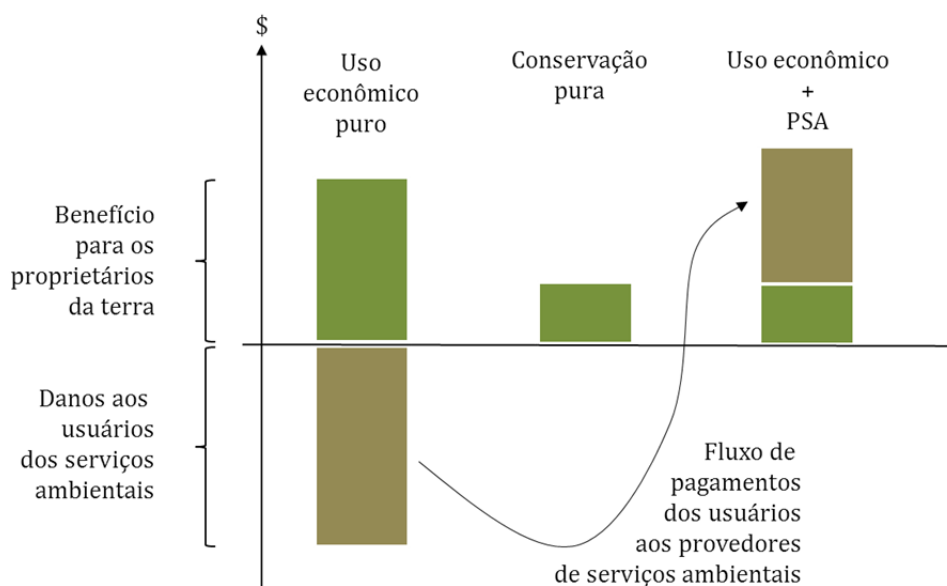 $
Uso
econômico
puro
Conservação
pura
Uso econômico
+
PSA
Benefício
para os
proprietários
da terra
Danos aos
usuários
dos serviços
ambientais
Fluxo de
pagamentos
dos usuários
aos provedores
de serviços ambientais